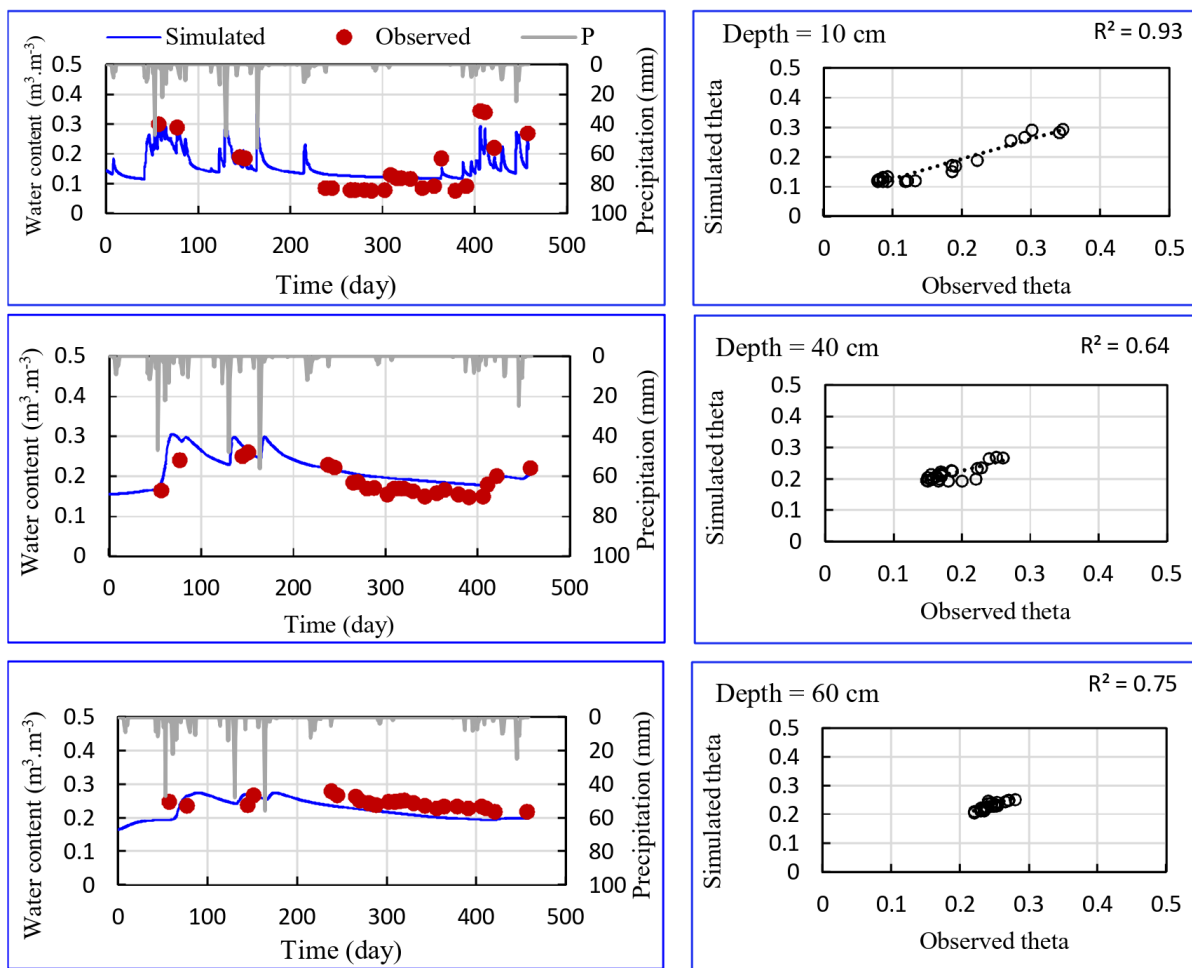 Simulated Observed P
Water content (m³.m⁻³)
0.5
0.4
0.3
0.2
0.1
0
0
20
40
60
80
100
Precipitation (mm)
0 100 200 300 400 500
Time (day)
Depth = 10 cm R² = 0.93
Simulated theta
0.5
0.4
0.3
0.2
0.1
0
0 0.1 0.2 0.3 0.4 0.5
Observed theta
Water content (m³.m⁻³)
0.5
0.4
0.3
0.2
0.1
0
0
20
40
60
80
100
Precipitaion (mm)
0 100 200 300 400 500
Time (day)
Depth = 40 cm R² = 0.64
Simulated theta
0.5
0.4
0.3
0.2
0.1
0
0 0.1 0.2 0.3 0.4 0.5
Observed theta
Water content (m³.m⁻³)
0.5
0.4
0.3
0.2
0.1
0
0
20
40
60
80
100
Precipitation (mm)
0 100 200 300 400 500
Time (day)
Depth = 60 cm R² = 0.75
Simulated theta
0.5
0.4
0.3
0.2
0.1
0
0 0.1 0.2 0.3 0.4 0.5
Observed theta